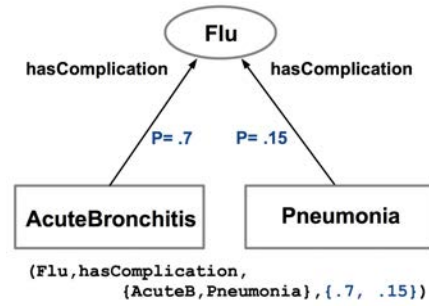 Flu
hasComplication hasComplication
P= .7 P= .15
AcuteBronchitis Pneumonia
(Flu,hasComplication,
{AcuteB,Pneumonia},{.7, .15})